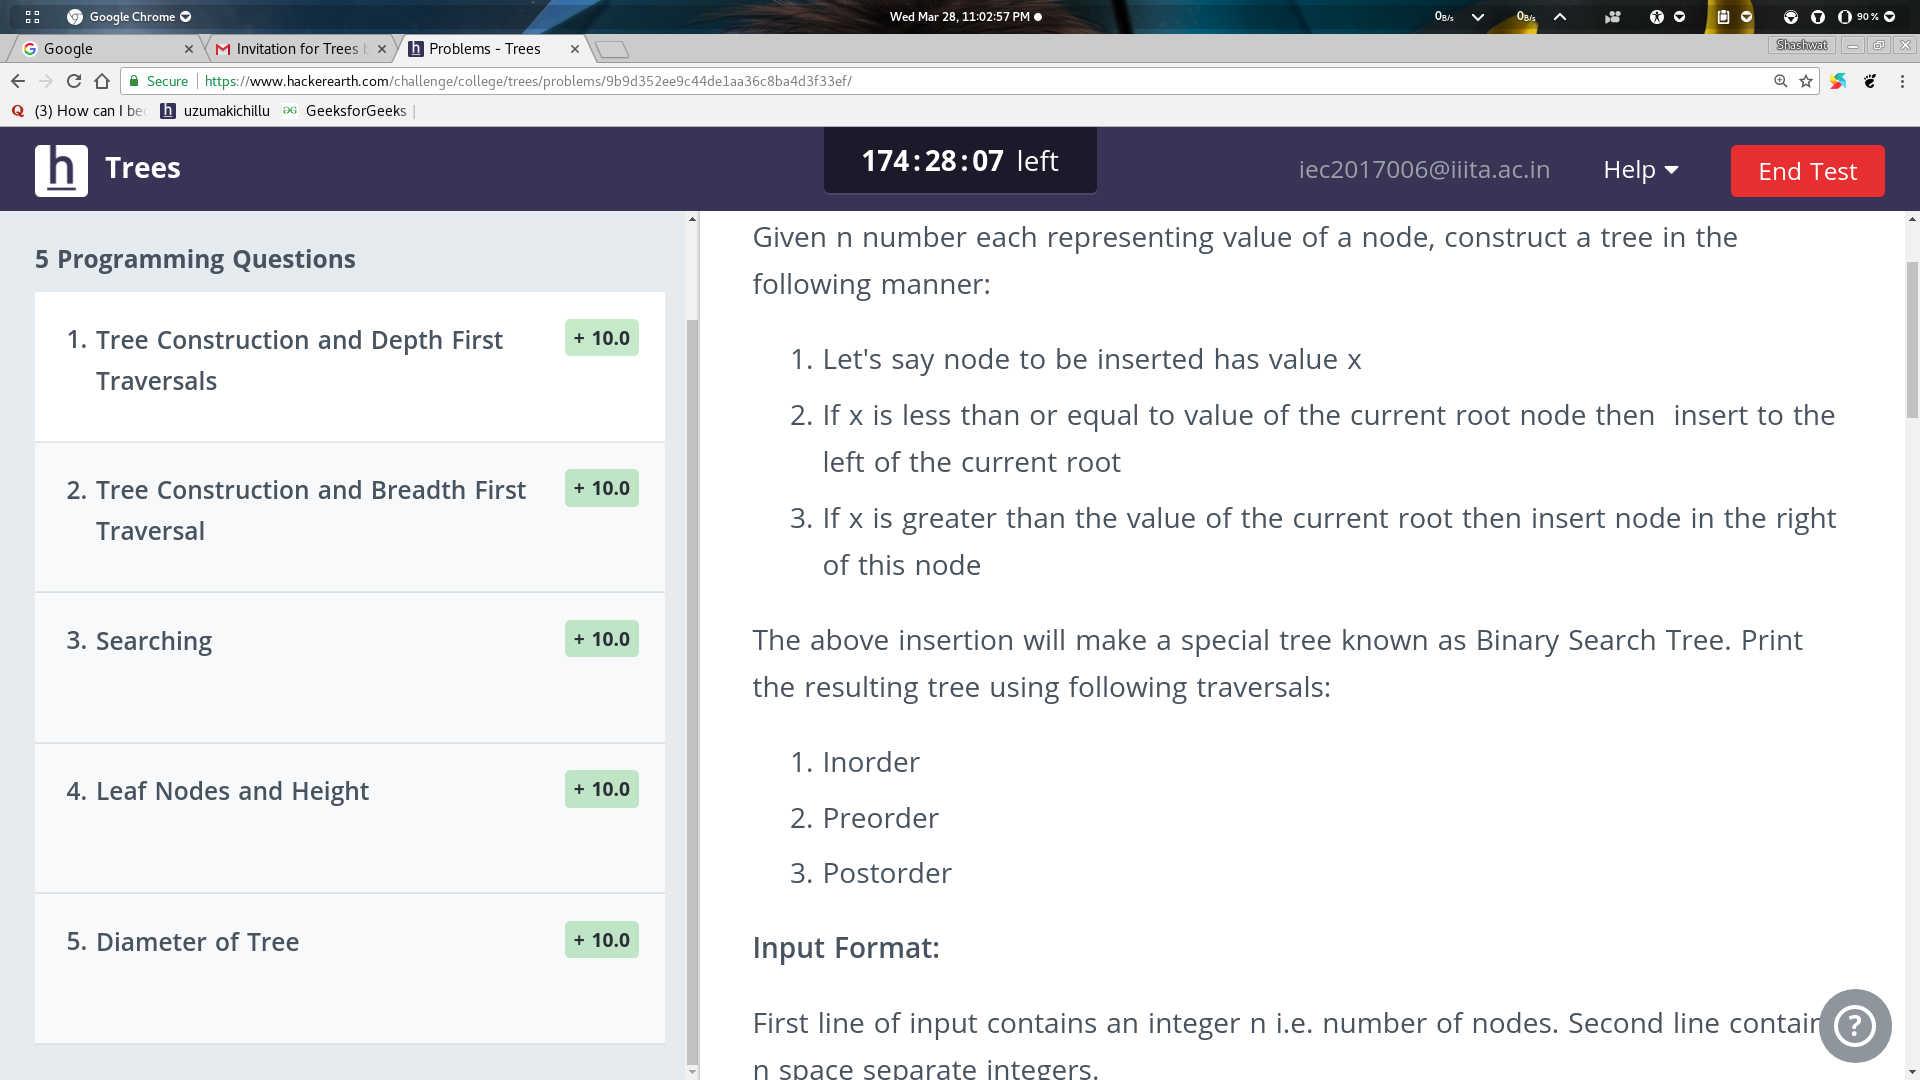 Google Chrome
Wed Mar 28, 11:02:57 PM
0B/s
0B/s
90 %
Google
Invitation for Trees
Problems - Trees
Shashwat
Secure
https://www.hackerearth.com/challenge/college/trees/problems/9b9d352ee9c44de1aa36c8ba4d3f33ef/
(3) How can I be
uzumakichillu
GeeksforGeeks |
h
Trees
174:28:07 left
iec2017006@iiita.ac.in
Help
End Test
5 Programming Questions
1. Tree Construction and Depth First
Traversals
+ 10.0
2. Tree Construction and Breadth First
Traversal
+ 10.0
3. Searching
+ 10.0
4. Leaf Nodes and Height
+ 10.0
5. Diameter of Tree
+ 10.0
Given n number each representing value of a node, construct a tree in the
following manner:
1. Let's say node to be inserted has value x
2. If x is less than or equal to value of the current root node then  insert to the
left of the current root
3. If x is greater than the value of the current root then insert node in the right
of this node
The above insertion will make a special tree known as Binary Search Tree. Print
the resulting tree using following traversals:
1. Inorder
2. Preorder
3. Postorder
Input Format:
First line of input contains an integer n i.e. number of nodes. Second line contain
n space separate integers.
?